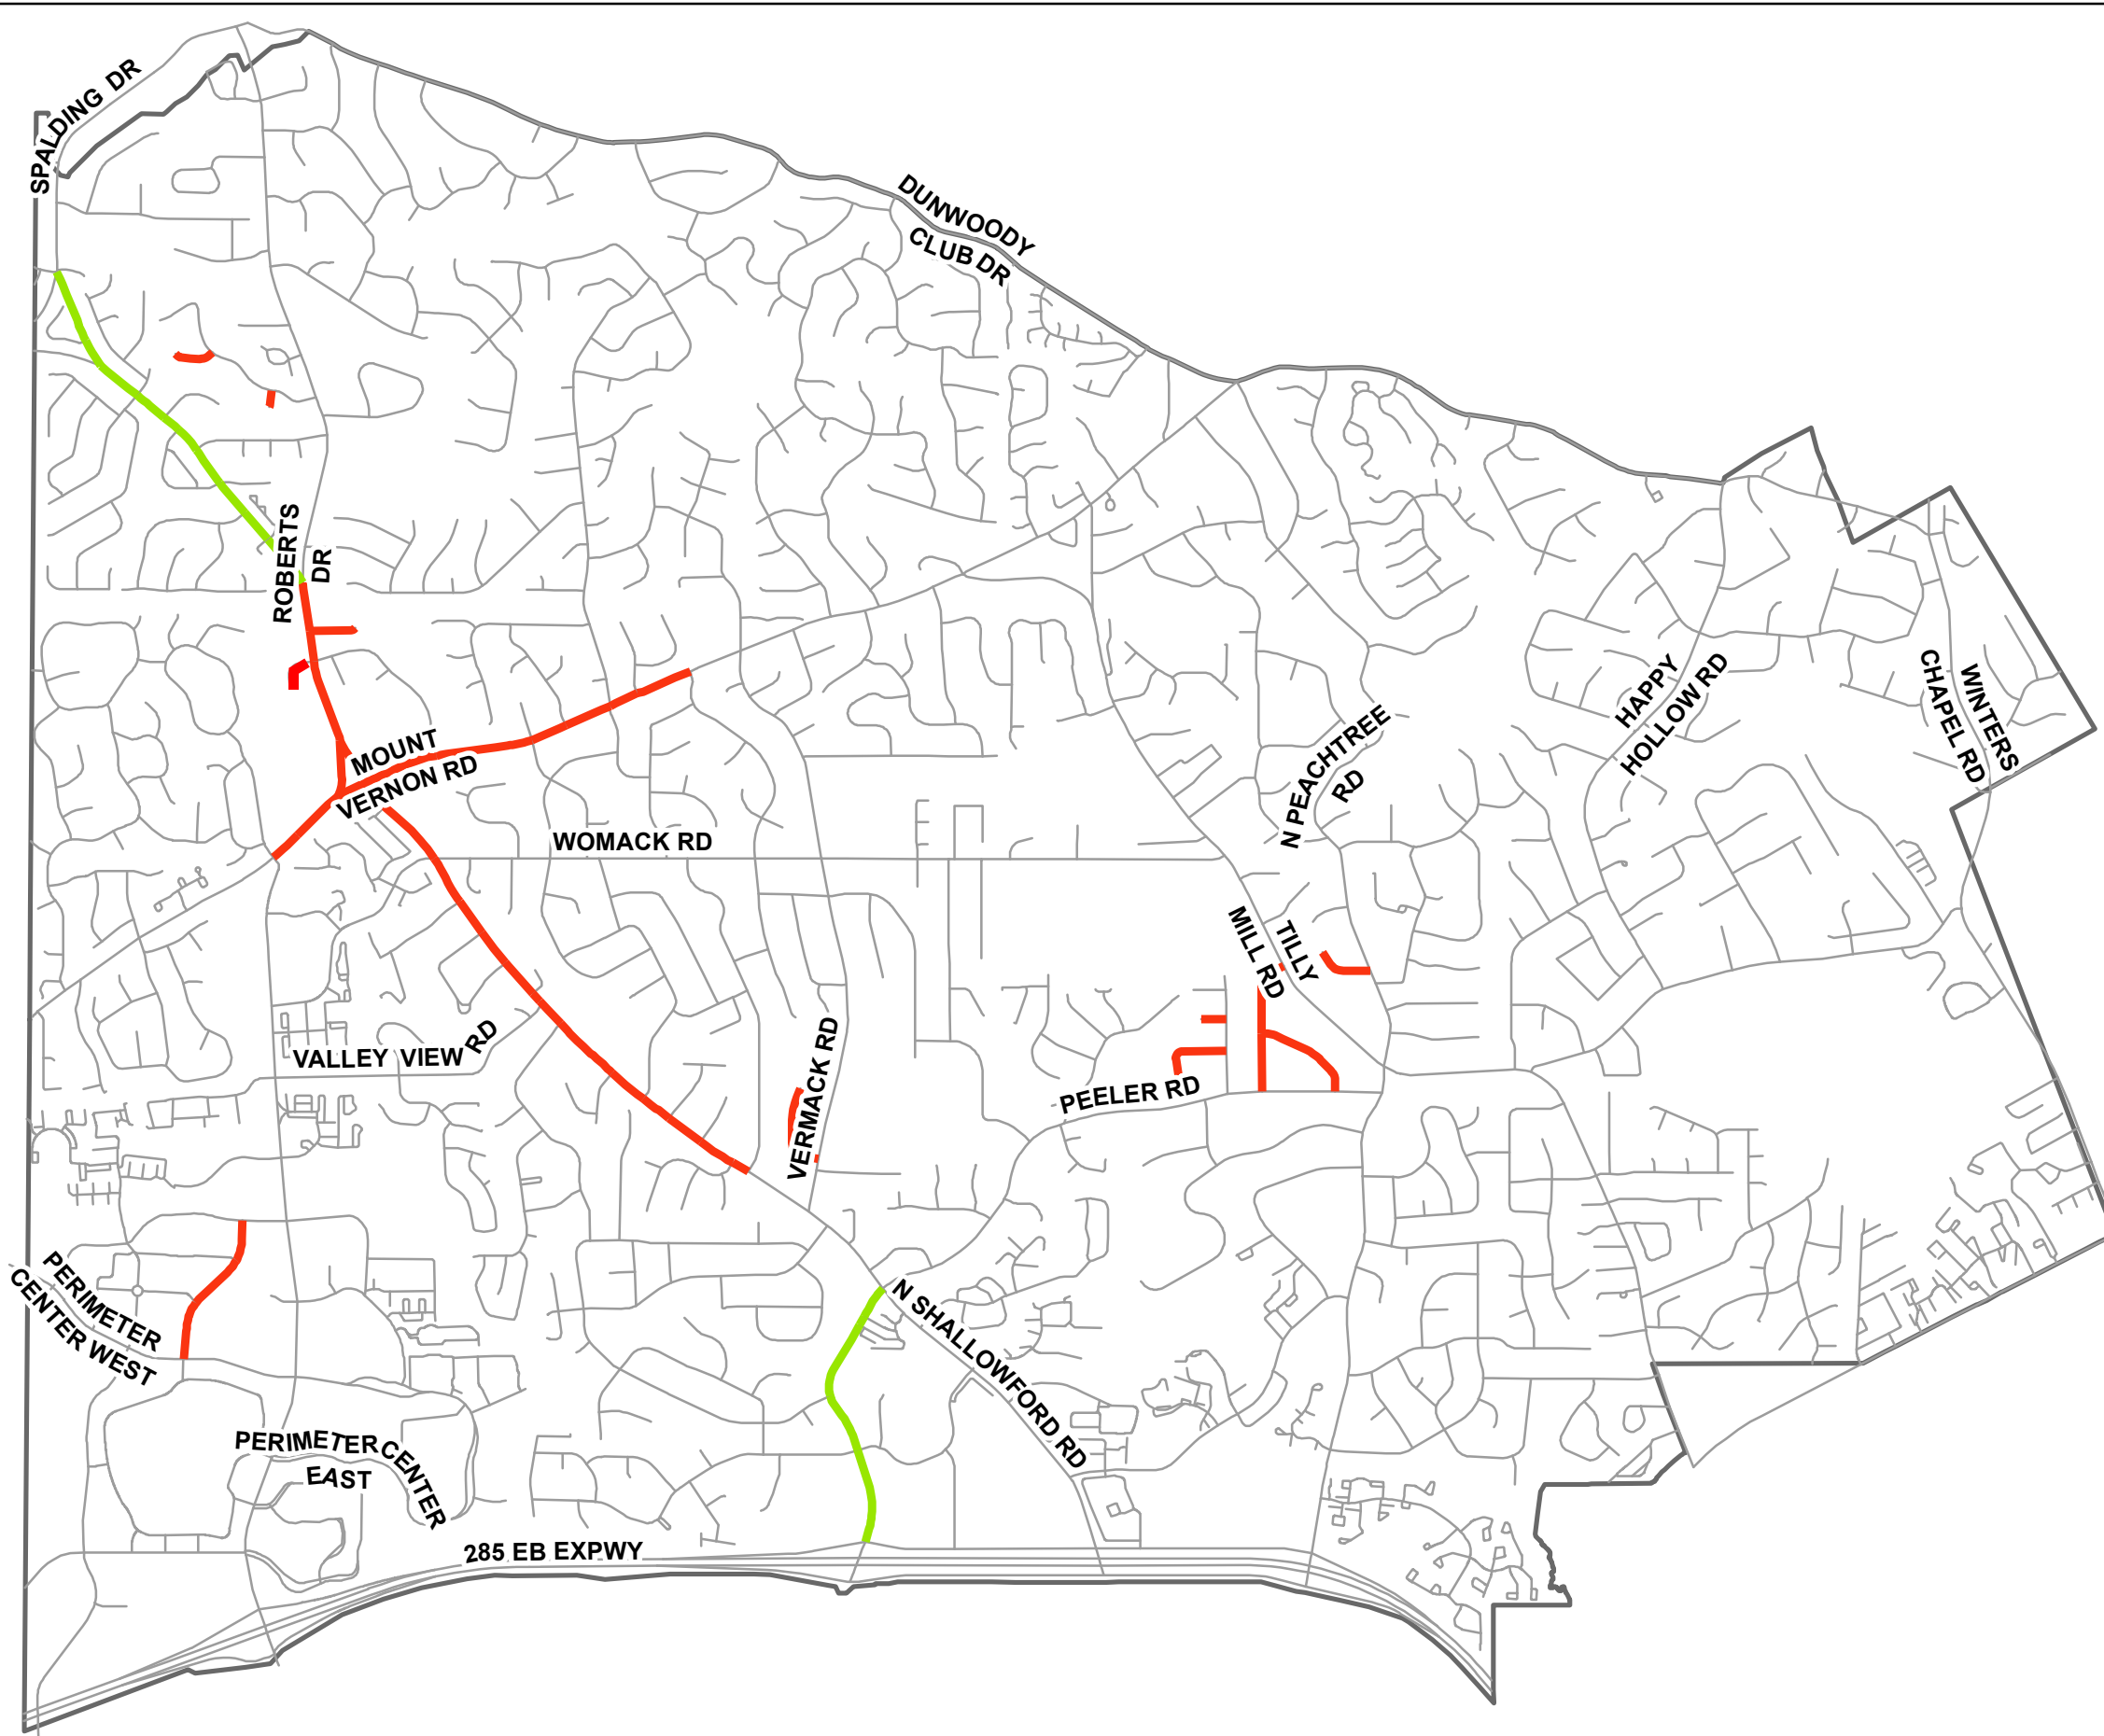 SPALDING DR
DUNWOODY
CLUB DR
ROBERTS
DR
MOUNT
VERNON RD
WOMACK RD
HAPPY
HOLLOW RD
WINTERS
CHAPEL RD
N PEACHTREE
RD
TILLY
MILL RD
VALLEY VIEW RD
VERMACK RD
PEELER RD
PERIMETER
CENTER WEST
N SHALLOWFORD RD
PERIMETER CENTER
EAST
285 EB EXPWY